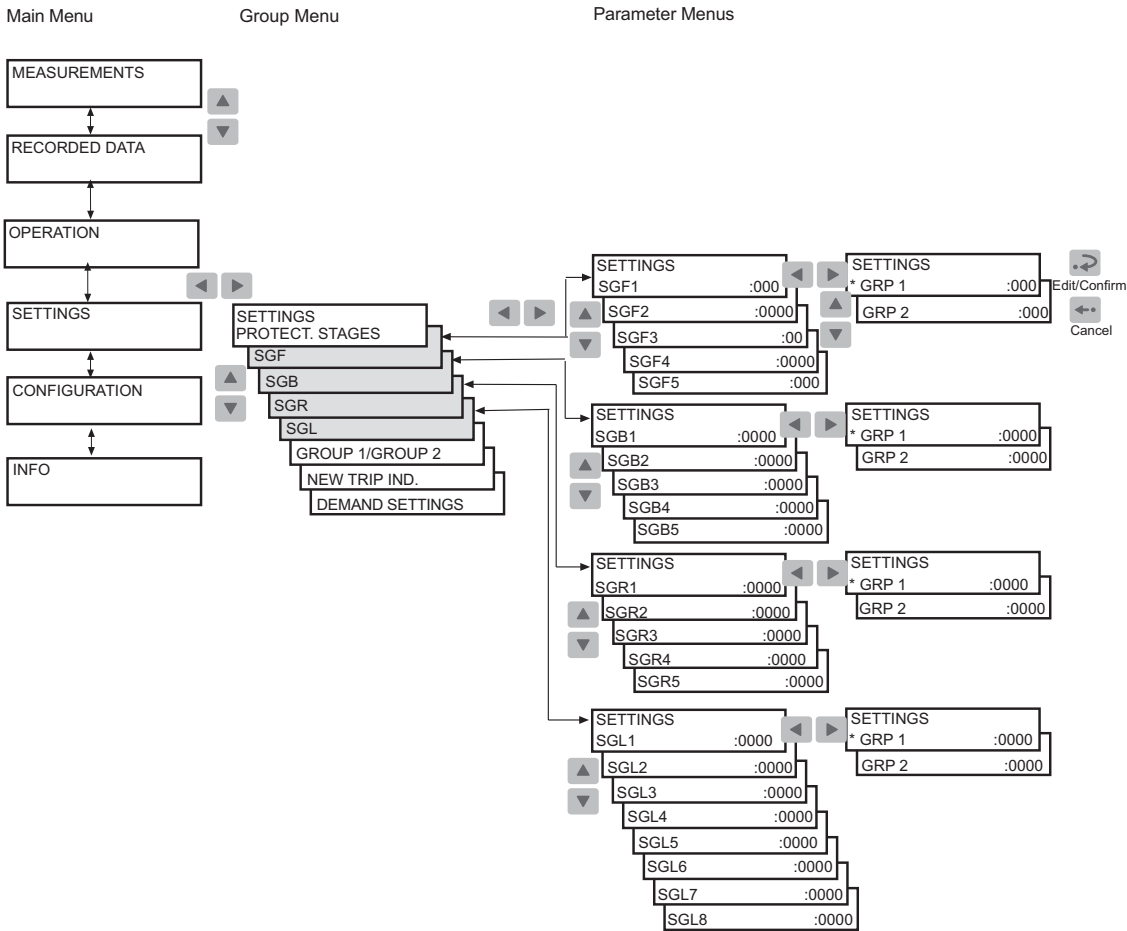 Main Menu
Group Menu
Parameter Menus
MEASUREMENTS
RECORDED DATA
OPERATION
SETTINGS
CONFIGURATION
INFO
SETTINGS
PROTECT. STAGES
SGF
SGB
SGR
SGL
GROUP 1/GROUP 2
NEW TRIP IND.
DEMAND SETTINGS
SETTINGS
SGF1 :000
SGF2 :0000
SGF3 :00
SGF4 :0000
SGF5 :000
SETTINGS
* GRP 1 :000
GRP 2 :000
Edit/Confirm
Cancel
SETTINGS
SGB1 :0000
SGB2 :0000
SGB3 :0000
SGB4 :0000
SGB5 :0000
SETTINGS
* GRP 1 :0000
GRP 2 :0000
SETTINGS
SGR1 :0000
SGR2 :0000
SGR3 :0000
SGR4 :0000
SGR5 :0000
SETTINGS
* GRP 1 :0000
GRP 2 :0000
SETTINGS
SGL1 :0000
SGL2 :0000
SGL3 :0000
SGL4 :0000
SGL5 :0000
SGL6 :0000
SGL7 :0000
SGL8 :0000
SETTINGS
* GRP 1 :0000
GRP 2 :0000